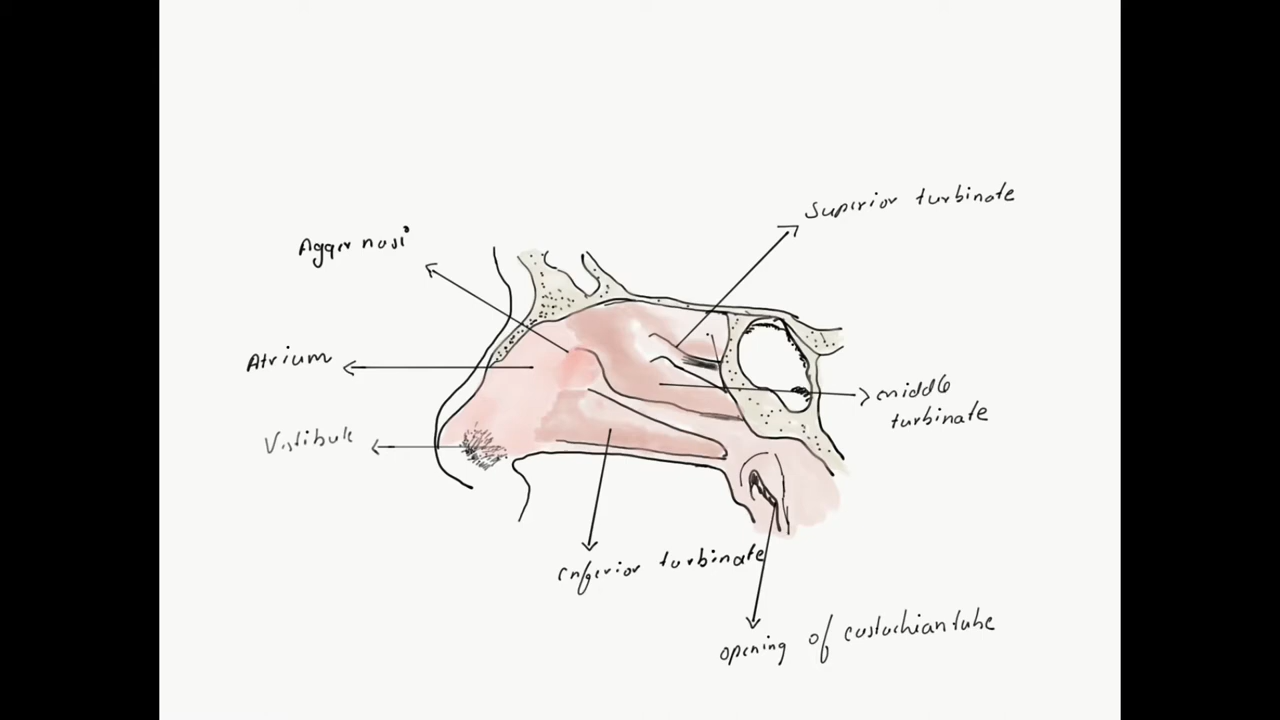 Superior turbinate
Agger nasi
Atrium
middle
turbinate
Vestibule
Inferior turbinate
opening of eustachian tube